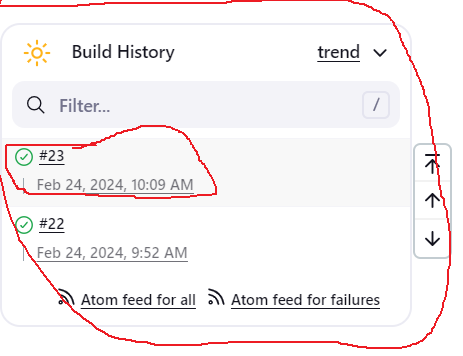 Build History
trend
Filter...
/
#23
Feb 24, 2024, 10:09 AM
#22
Feb 24, 2024, 9:52 AM
Atom feed for all Atom feed for failures